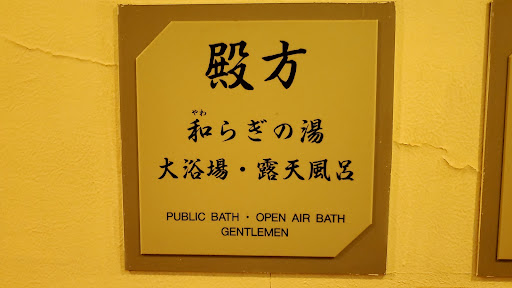 殿方
やわ
和らぎの湯
大浴場・露天風呂
PUBLIC BATH・OPEN AIR BATH
GENTLEMEN